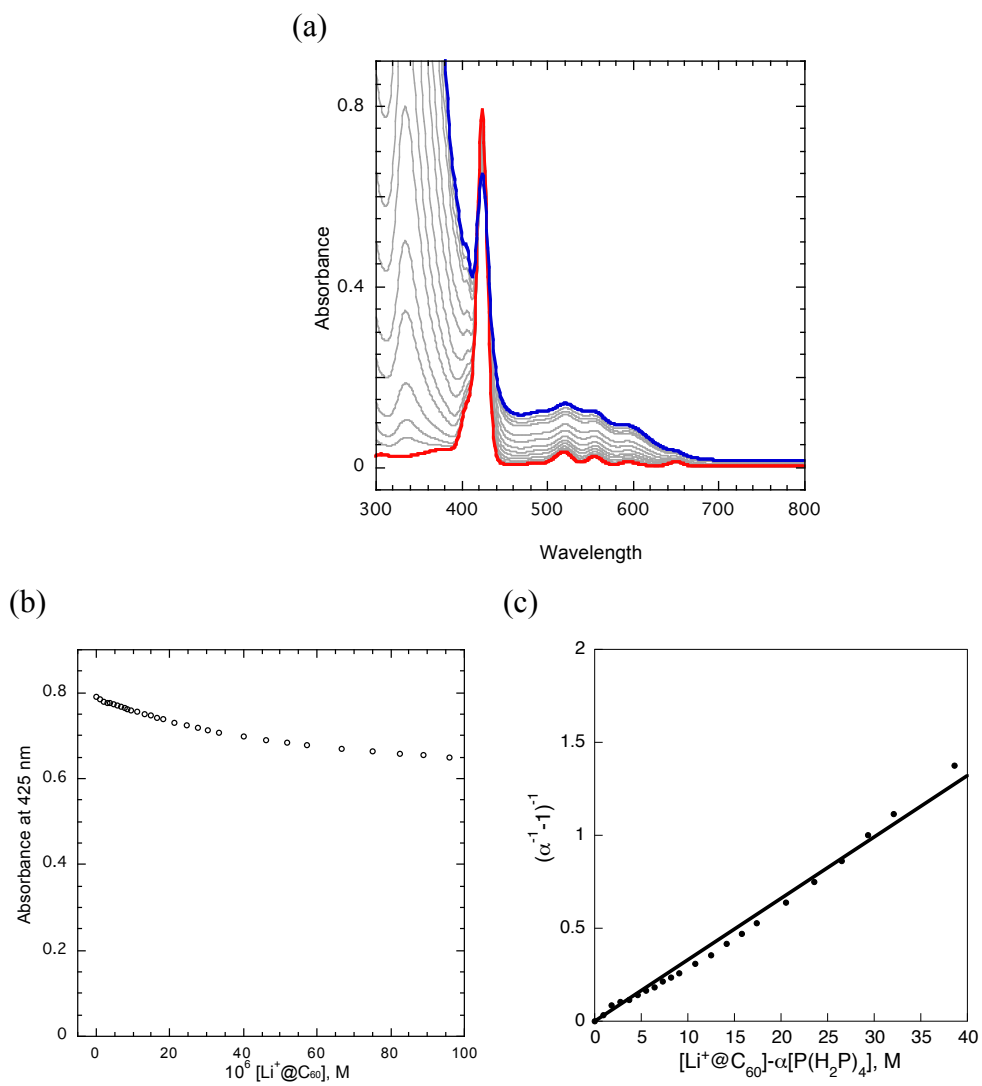 (a)
0.8
0.4
0
Absorbance
300 400 500 600 700 800
Wavelength
(b)
0.8
0.6
0.4
0.2
0
Absorbance at 425 nm
0 20 40 60 80 100
10⁶ [Li⁺@C₆₀], M
(c)
2
1.5
1
0.5
0
(α⁻¹-1)⁻¹
0 5 10 15 20 25 30 35 40
[Li⁺@C₆₀]-α[P(H₂P)₄], M